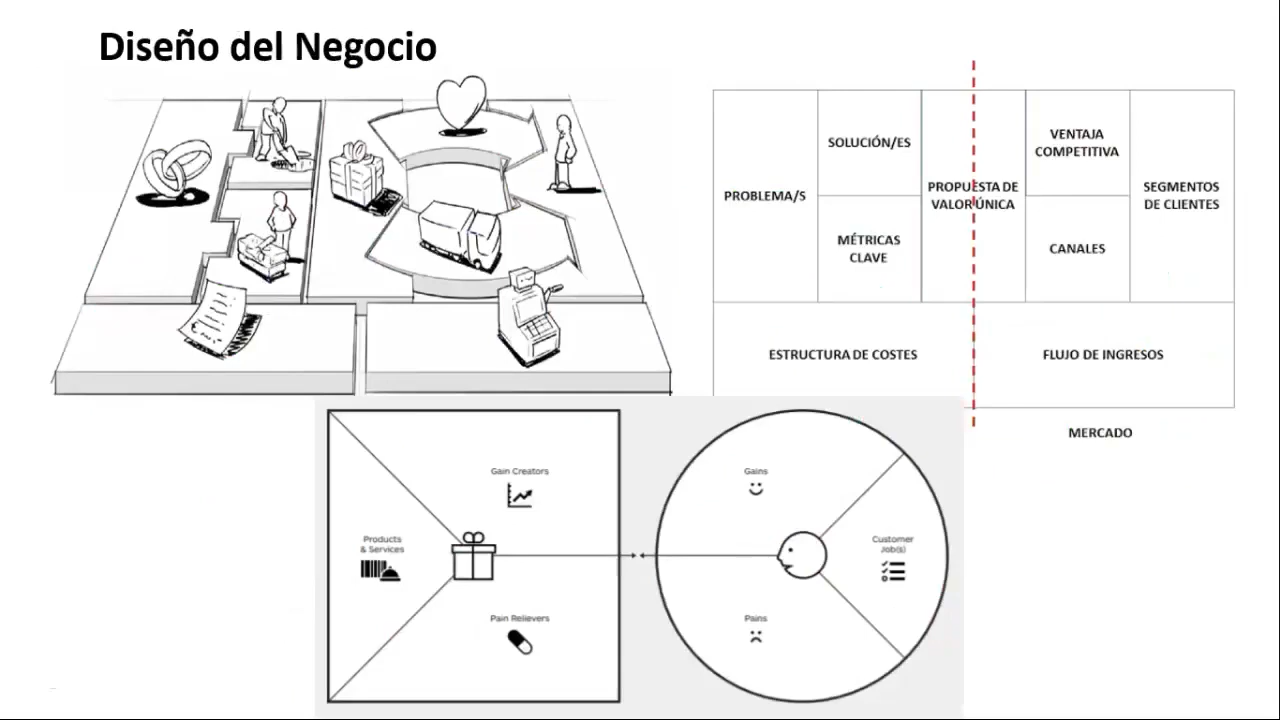 Diseño del Negocio
PROBLEMA/S
SOLUCIÓN/ES
MÉTRICAS
CLAVE
PROPUESTA DE
VALOR ÚNICA
VENTAJA
COMPETITIVA
CANALES
SEGMENTOS
DE CLIENTES
ESTRUCTURA DE COSTES
FLUJO DE INGRESOS
MERCADO
Gain Creators
Products
& Services
Pain Relievers
Gains
Customer
Job(s)
Pains